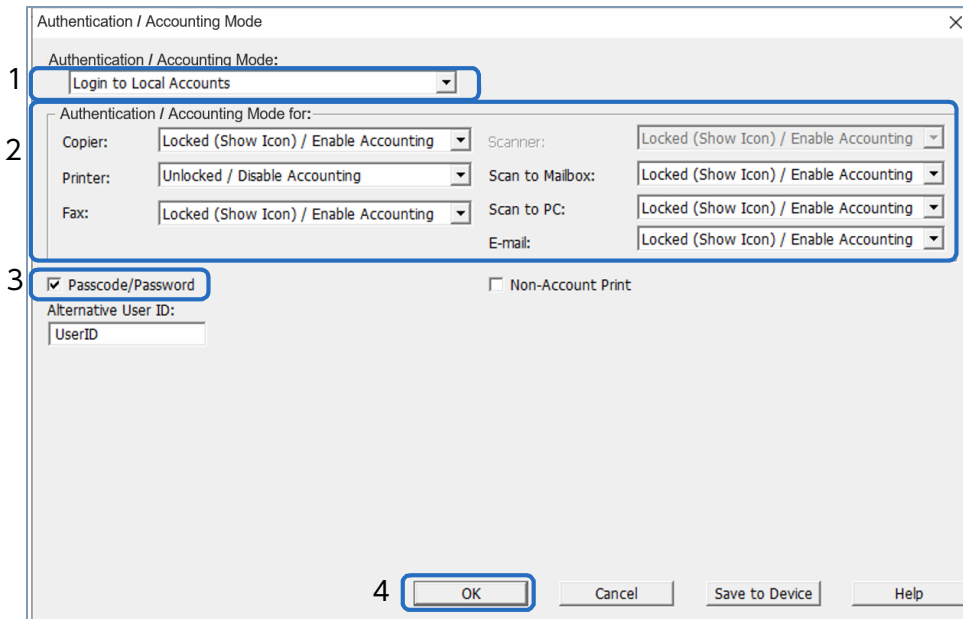 Authentication / Accounting Mode
Authentication / Accounting Mode:
1
Login to Local Accounts
Authentication / Accounting Mode for:
2
Copier:
Locked (Show Icon) / Enable Accounting
Scanner:
Locked (Show Icon) / Enable Accounting
Printer:
Unlocked / Disable Accounting
Scan to Mailbox:
Locked (Show Icon) / Enable Accounting
Fax:
Locked (Show Icon) / Enable Accounting
Scan to PC:
Locked (Show Icon) / Enable Accounting
E-mail:
Locked (Show Icon) / Enable Accounting
3
Passcode/Password
Non-Account Print
Alternative User ID:
UserID
4
OK
Cancel
Save to Device
Help